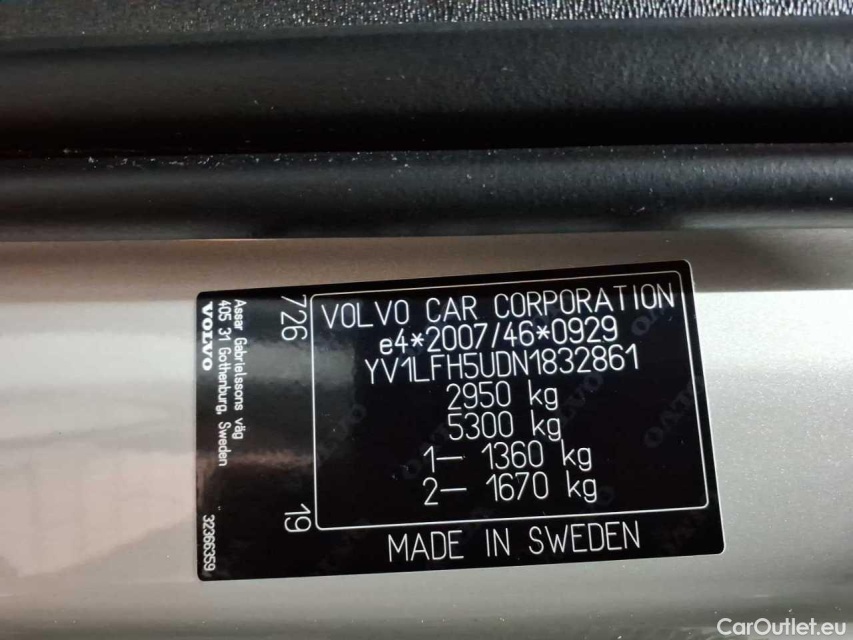 VOLVO CAR CORPORATION
e4*2007/46*0929
YV1LFH5UDN1832861
2950 kg
5300 kg
1– 1360 kg
2– 1670 kg
MADE IN SWEDEN
726
19
Assar Gabrielssons väg
405 31 Gothenburg, Sweden
VOLVO
32366359
CarOutlet.eu